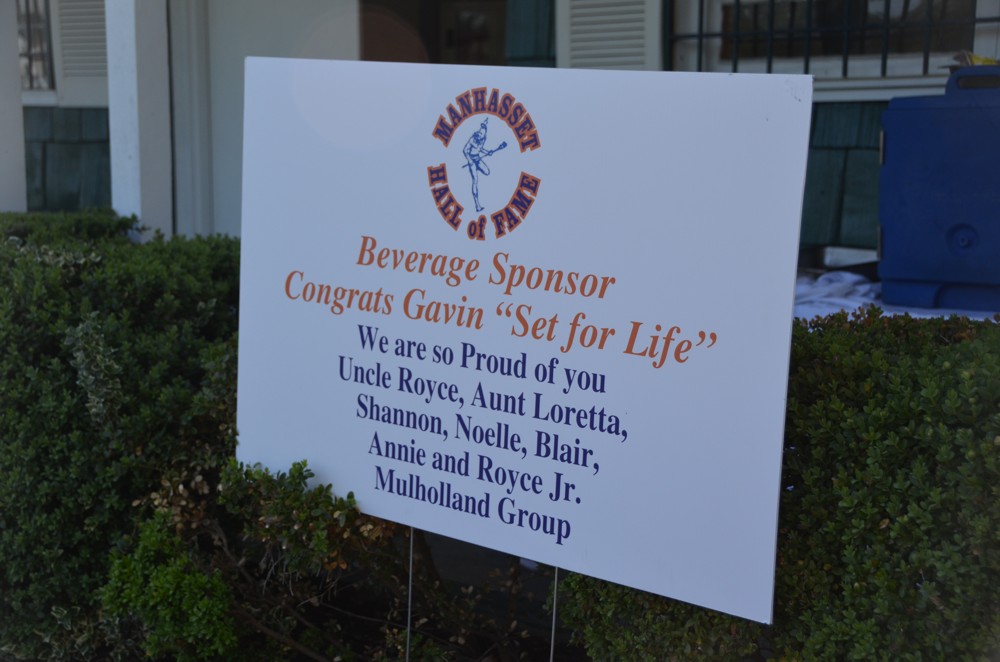 MANHASSET
HALL of FAME
Beverage Sponsor
Congrats Gavin “Set for Life”
We are so Proud of you
Uncle Royce, Aunt Loretta,
Shannon, Noelle, Blair,
Annie and Royce Jr.
Mulholland Group